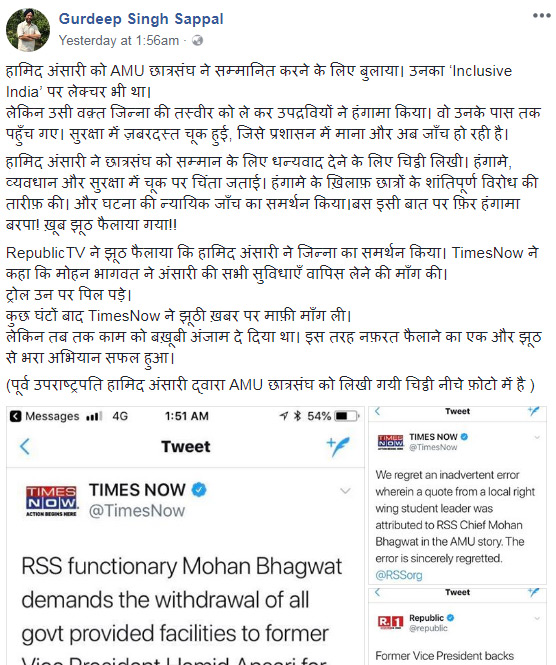 Gurdeep Singh Sappal
Yesterday at 1:56am ·
हामिद अंसारी को AMU छात्रसंघ ने सम्मानित करने के लिए बुलाया। उनका ‘Inclusive
India’ पर लेक्चर भी था।
लेकिन उसी वक़्त जिन्ना की तस्वीर को ले कर उपद्रवियों ने हंगामा किया। वो उनके पास तक
पहुँच गए। सुरक्षा में ज़बरदस्त चूक हुई, जिसे प्रशासन में माना और अब जाँच हो रही है।
हामिद अंसारी ने छात्रसंघ को सम्मान के लिए धन्यवाद देने के लिए चिट्ठी लिखी। हंगामे,
व्यवधान और सुरक्षा में चूक पर चिंता जताई। हंगामे के ख़िलाफ़ छात्रों के शांतिपूर्ण विरोध की
तारीफ़ की। और घटना की न्यायिक जाँच का समर्थन किया।बस इसी बात पर फ़िर हंगामा
बरपा! ख़ूब झूठ फैलाया गया!!
RepublicTV ने झूठ फैलाया कि हामिद अंसारी ने जिन्ना का समर्थन किया। TimesNow ने
कहा कि मोहन भागवत ने अंसारी की सभी सुविधाएँ वापिस लेने की माँग की।
ट्रोल उन पर पिल पड़े।
कुछ घंटों बाद TimesNow ने झूठी ख़बर पर माफ़ी माँग ली।
लेकिन तब तक काम को बख़ूबी अंजाम दे दिया था। इस तरह नफ़रत फैलाने का एक और झूठ
से भरा अभियान सफल हुआ।
(पूर्व उपराष्ट्रपति हामिद अंसारी द्वारा AMU छात्रसंघ को लिखी गयी चिट्ठी नीचे फ़ोटो में है )
Messages 4G 1:51 AM 54%
Tweet
TIMES NOW
@TimesNow
TIMES
NOW
ACTION BEGINS HERE
RSS functionary Mohan Bhagwat
demands the withdrawal of all
govt provided facilities to former
Vice President Hamid Ansari for
Tweet
TIMES NOW
@TimesNow
TIMES
NOW
We regret an inadvertent error
wherein a quote from a local right
wing student leader was
attributed to RSS Chief Mohan
Bhagwat in the AMU story. The
error is sincerely regretted.
@RSSorg
Tweet
R.1
Republic
@republic
Former Vice President backs